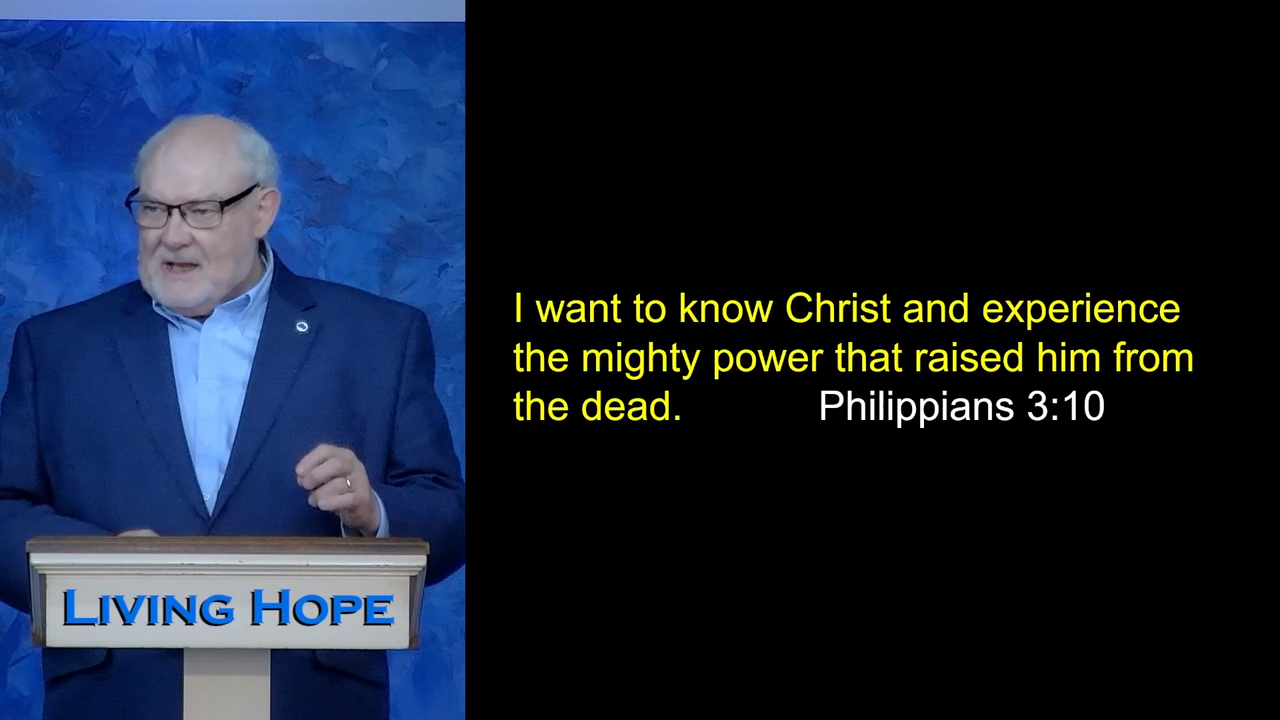 I want to know Christ and experience
the mighty power that raised him from
the dead. Philippians 3:10
LIVING HOPE